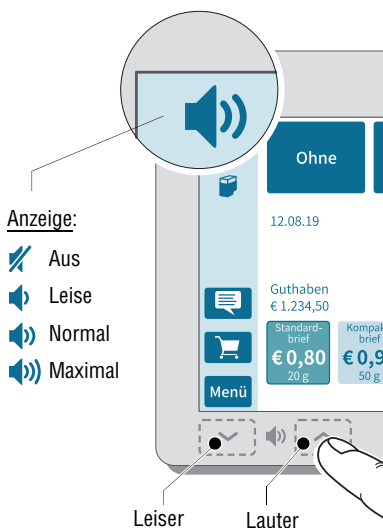 Ohne
12.08.19
Anzeige:
Aus
Leise
Normal
Maximal
Guthaben
€ 1.234,50
Standard-
brief
€ 0,80
20 g
brief
50 g
Menü
Leiser
Lauter